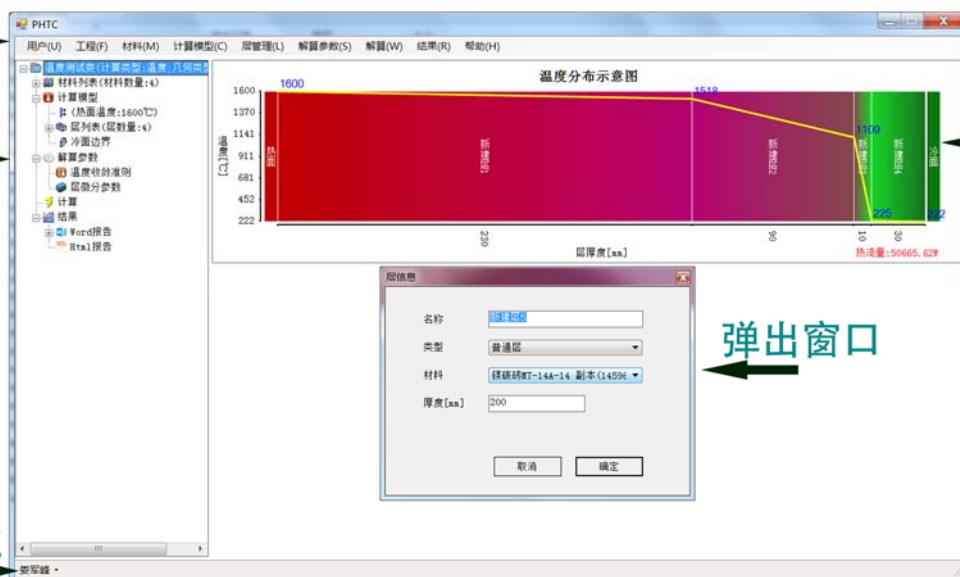 PHTC
用户(U) 工程(F) 材料(M) 计算模型(C) 层管理(L) 解算参数(S) 解算(W) 结果(R) 帮助(H)
温度测试类(计算类型:温度;几何类型
材料列表(材料数量:4)
计算模型
(热面温度:1600℃)
层列表(层数量:4)
冷面边界
解算参数
温度收敛准则
层微分参数
计算
结果
Word报告
Html报告
温度分布示意图
1600
1518
1109
225
222
1600
1370
1141
911
681
452
222
温度[℃]
热面
新建层1
新建层2
新建层3
新建层4
冷面
230
90
10
30
层厚度[mm]
热流量:50665.62W
层信息
名称
新建层5
类型
普通层
材料
镁碳砖MT-14A-14 副本(14596
厚度[mm]
200
取消
确定
弹出窗口
娄军峰